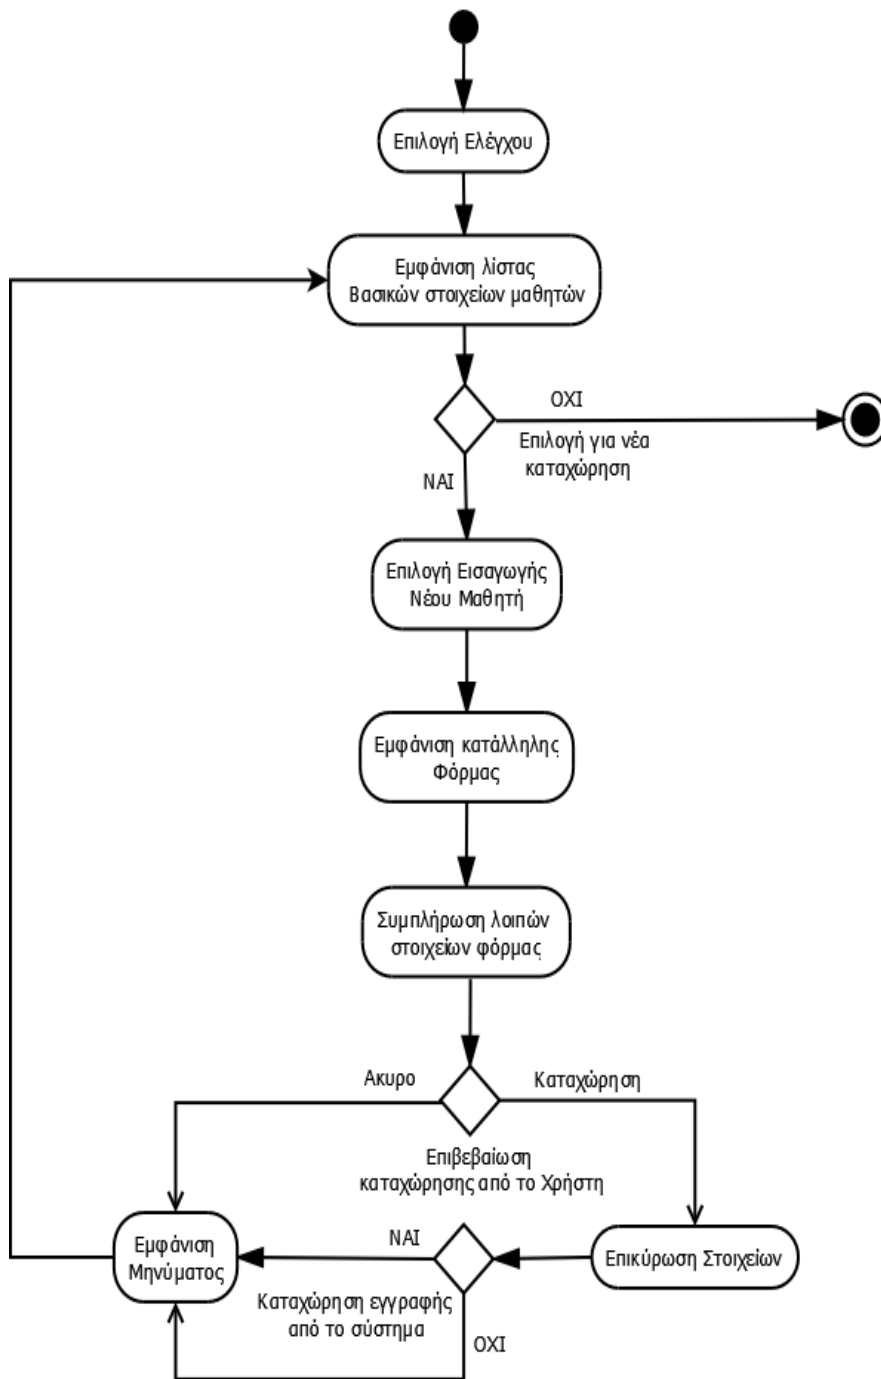 Επιλογή Ελέγχου
Εμφάνιση λίστας
Βασικών στοιχείων μαθητών
ΟΧΙ
Επιλογή για νέα
καταχώρηση
ΝΑΙ
Επιλογή Εισαγωγής
Νέου Μαθητή
Εμφάνιση κατάλληλης
Φόρμας
Συμπλήρωση λοιπών
στοιχείων φόρμας
Ακυρο
Καταχώρηση
Επιβεβαίωση
καταχώρησης από το Χρήστη
Εμφάνιση
Μηνύματος
ΝΑΙ
Επικύρωση Στοιχείων
Καταχώρηση εγγραφής
από το σύστημα
ΟΧΙ